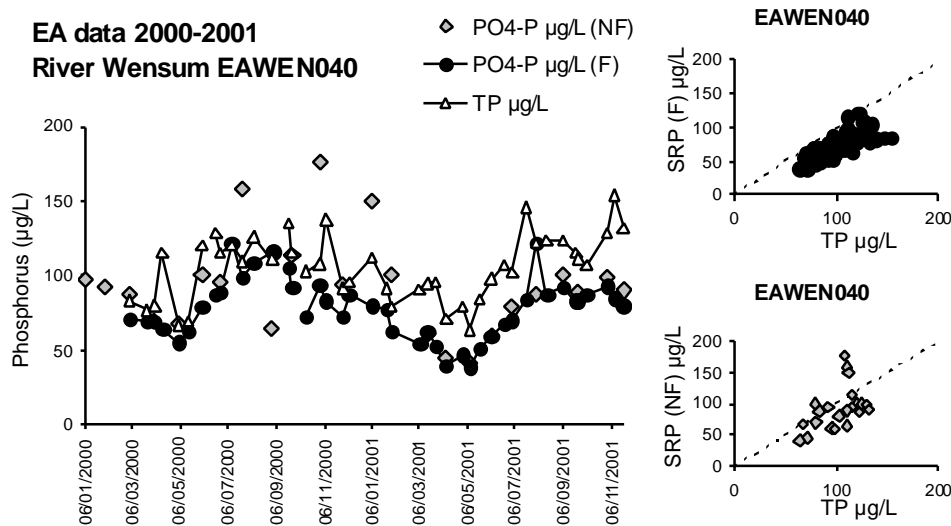 EA data 2000-2001
River Wensum EAWEN040
PO4-P µg/L (NF)
PO4-P µg/L (F)
TP µg/L
Phosphorus (µg/L)
200
150
100
50
0
06/01/2000
06/03/2000
06/05/2000
06/07/2000
06/09/2000
06/11/2000
06/01/2001
06/03/2001
06/05/2001
06/07/2001
06/09/2001
06/11/2001
EAWEN040
SRP (F) µg/L
200
150
100
50
0
0
100
200
TP µg/L
EAWEN040
SRP (NF) µg/L
200
150
100
50
0
0
100
200
TP µg/L